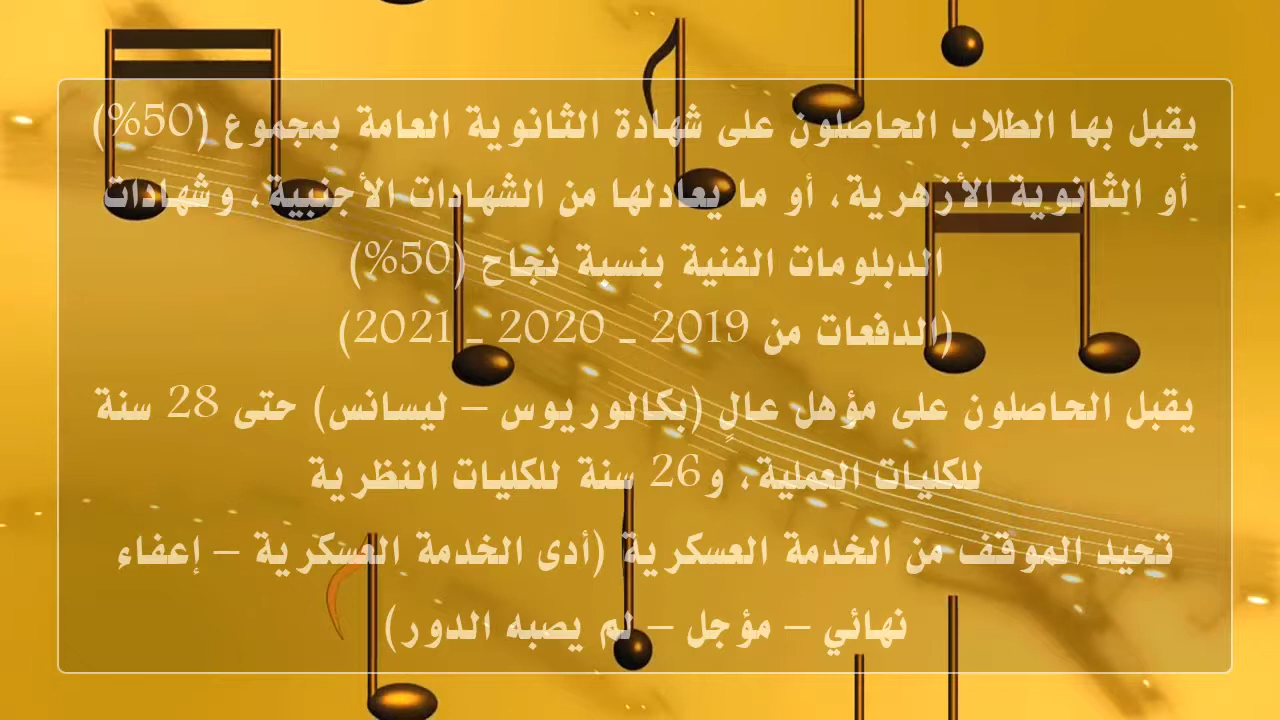 يقبل بها الطلاب الحاصلون على شهادة الثانوية العامة بمجموع (50%)
أو الثانوية الأزهرية، أو ما يعادلها من الشهادات الأجنبية، وشهادات
الدبلومات الفنية بنسبة نجاح (50%)
(الدفعات من 2019 - 2020 - 2021)
يقبل الحاصلون على مؤهل عالٍ (بكالوريوس – ليسانس) حتى 28 سنة
للكليات العملية، و26 سنة للكليات النظرية
تحيد الموقف من الخدمة العسكرية (أدى الخدمة العسكرية – إعفاء
نهائي – مؤجل – لم يصبه الدور)